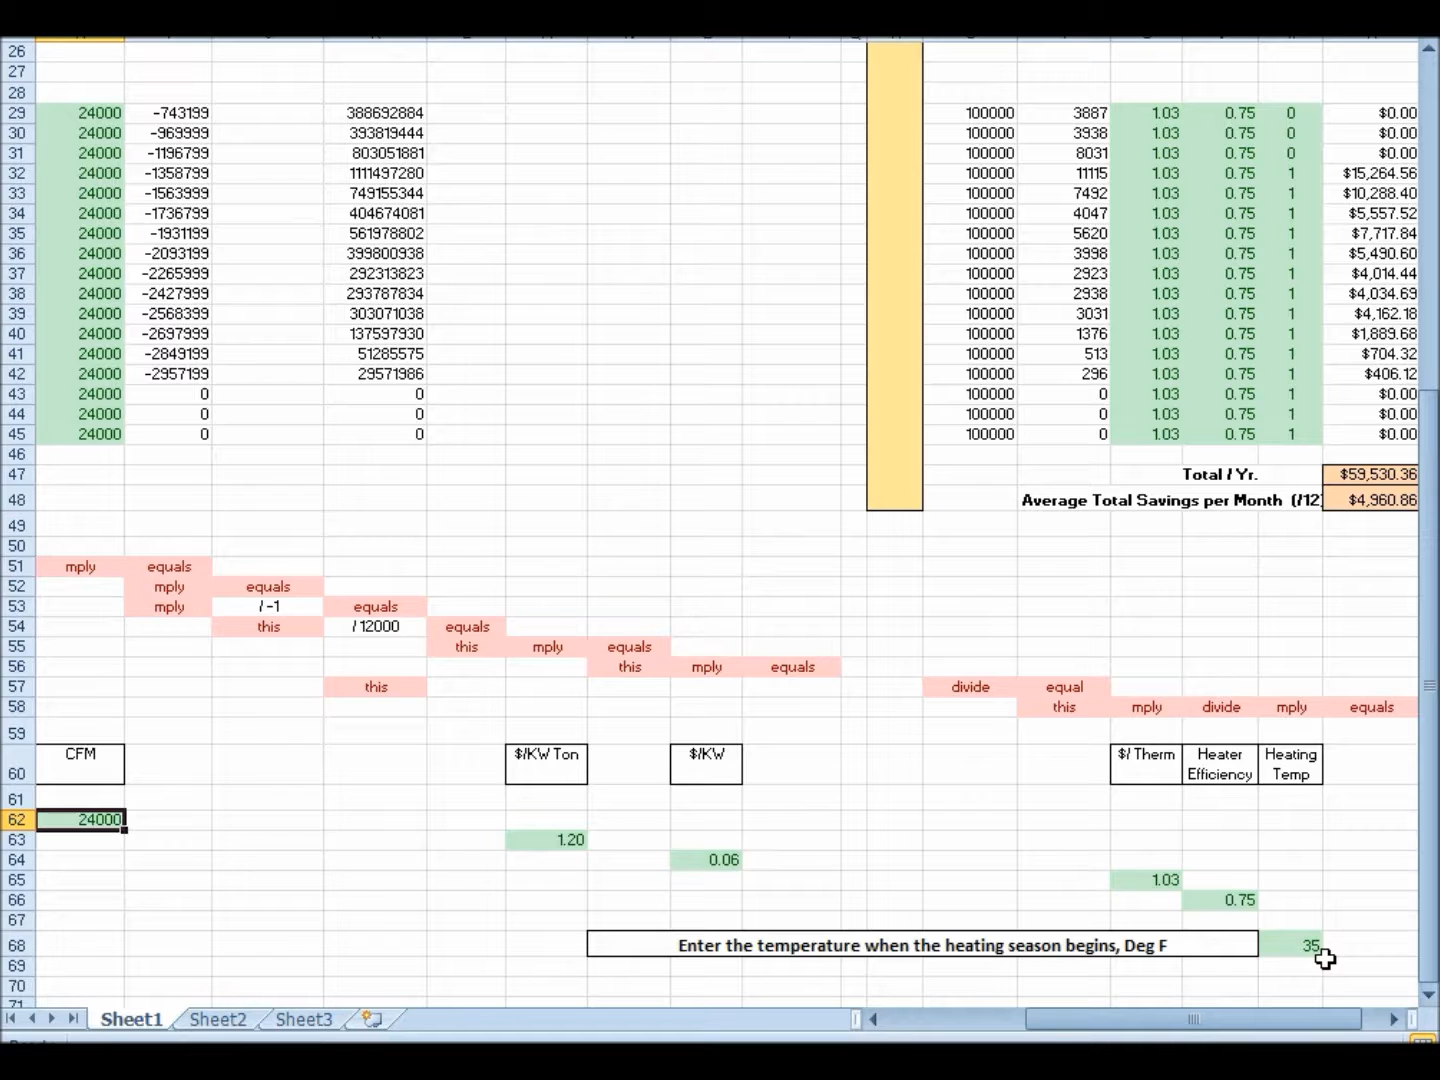 26
27
28
29 24000 -743199 388692884 100000 3887 1.03 0.75 0 $0.00
30 24000 -969999 393819444 100000 3938 1.03 0.75 0 $0.00
31 24000 -1196799 803051881 100000 8031 1.03 0.75 0 $0.00
32 24000 -1358799 1111497280 100000 11115 1.03 0.75 1 $15,264.56
33 24000 -1563999 749155344 100000 7492 1.03 0.75 1 $10,288.40
34 24000 -1736799 404674081 100000 4047 1.03 0.75 1 $5,557.52
35 24000 -1931199 561978802 100000 5620 1.03 0.75 1 $7,717.84
36 24000 -2093199 399800938 100000 3998 1.03 0.75 1 $5,490.60
37 24000 -2265999 292313823 100000 2923 1.03 0.75 1 $4,014.44
38 24000 -2427999 293787834 100000 2938 1.03 0.75 1 $4,034.69
39 24000 -2568399 303071038 100000 3031 1.03 0.75 1 $4,162.18
40 24000 -2697999 137597930 100000 1376 1.03 0.75 1 $1,889.68
41 24000 -2849199 51285575 100000 513 1.03 0.75 1 $704.32
42 24000 -2957199 29571986 100000 296 1.03 0.75 1 $406.12
43 24000 0 0 100000 0 1.03 0.75 1 $0.00
44 24000 0 0 100000 0 1.03 0.75 1 $0.00
45 24000 0 0 100000 0 1.03 0.75 1 $0.00
46
47 Total / Yr. $59,530.36
48 Average Total Savings per Month (/12) $4,960.86
49
50
51 mply equals
52 mply equals
53 mply / -1 equals
54 this / 12000 equals
55 this mply equals
56 this mply equals
57 this divide equal
58 this mply divide mply equals
59
60 CFM $/KW Ton $/KW $/ Therm Heater Efficiency Heating Temp
61
62 24000
63 1.20
64 0.06
65 1.03
66 0.75
67
68 Enter the temperature when the heating season begins, Deg F 35
69
70
71
Sheet1 Sheet2 Sheet3